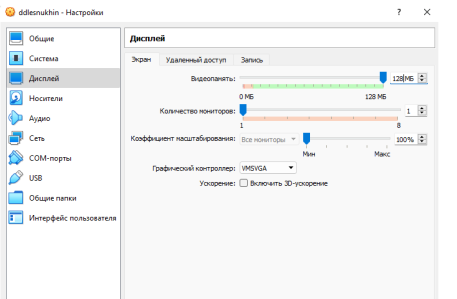 ddlesnukhin - Настройки ? ×
Общие
Система
Дисплей
Носители
Аудио
Сеть
COM-порты
USB
Общие папки
Интерфейс пользователя
Дисплей
Экран Удаленный доступ Запись
Видеопамять: 128 МБ
0 МБ 128 МБ
Количество мониторов: 1
1 8
Коэффициент масштабирования: Все мониторы 100%
Мин Макс
Графический контроллер: VMSVGA
Ускорение: Включить 3D-ускорение